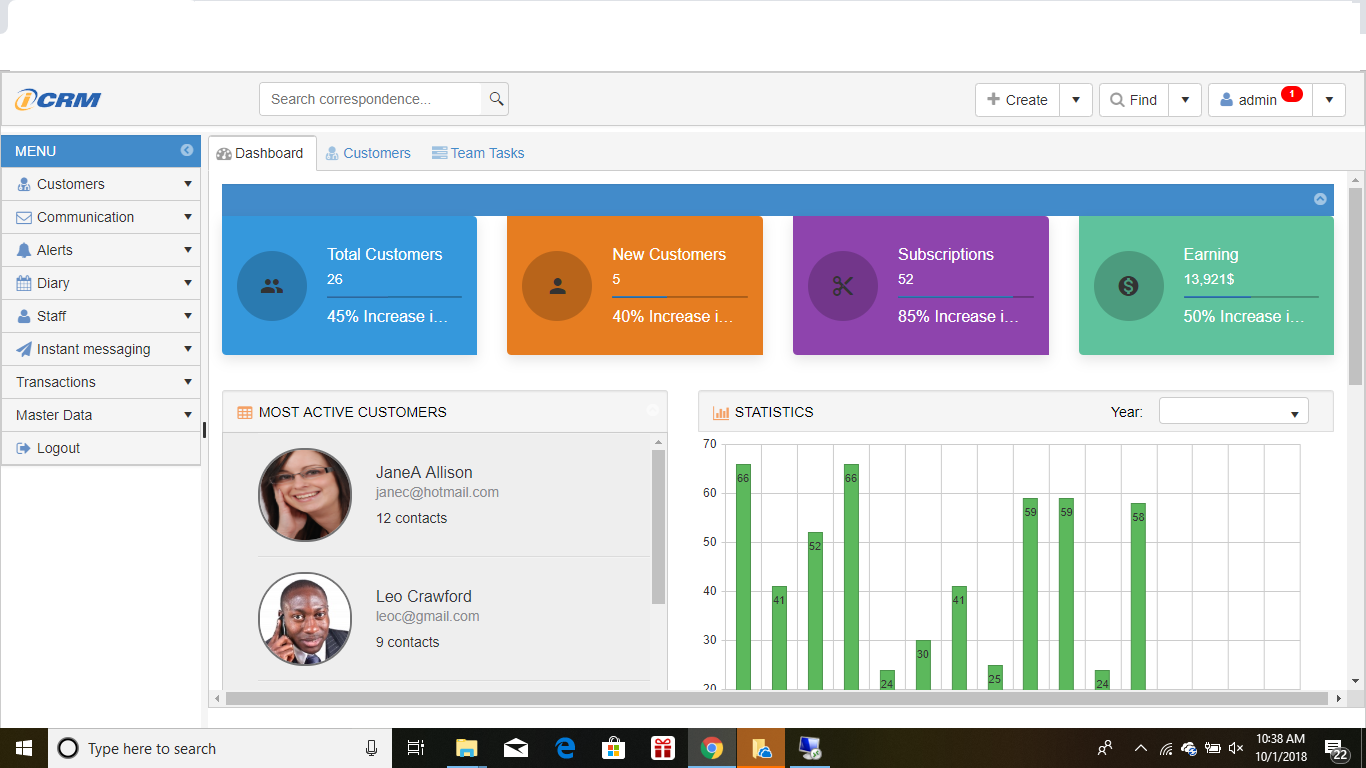 iCRM
Search correspondence...
Create
Find
admin
1
MENU
Dashboard
Customers
Team Tasks
Customers
Communication
Alerts
Diary
Staff
Instant messaging
Transactions
Master Data
Logout
Total Customers
26
45% Increase i...
New Customers
5
40% Increase i...
Subscriptions
52
85% Increase i...
Earning
13,921$
50% Increase i...
MOST ACTIVE CUSTOMERS
JaneA Allison
janec@hotmail.com
12 contacts
Leo Crawford
leoc@gmail.com
9 contacts
STATISTICS
Year:
70
60
50
40
30
20
66
41
52
66
24
30
41
25
59
59
24
58
Type here to search
10:38 AM
10/1/2018
22